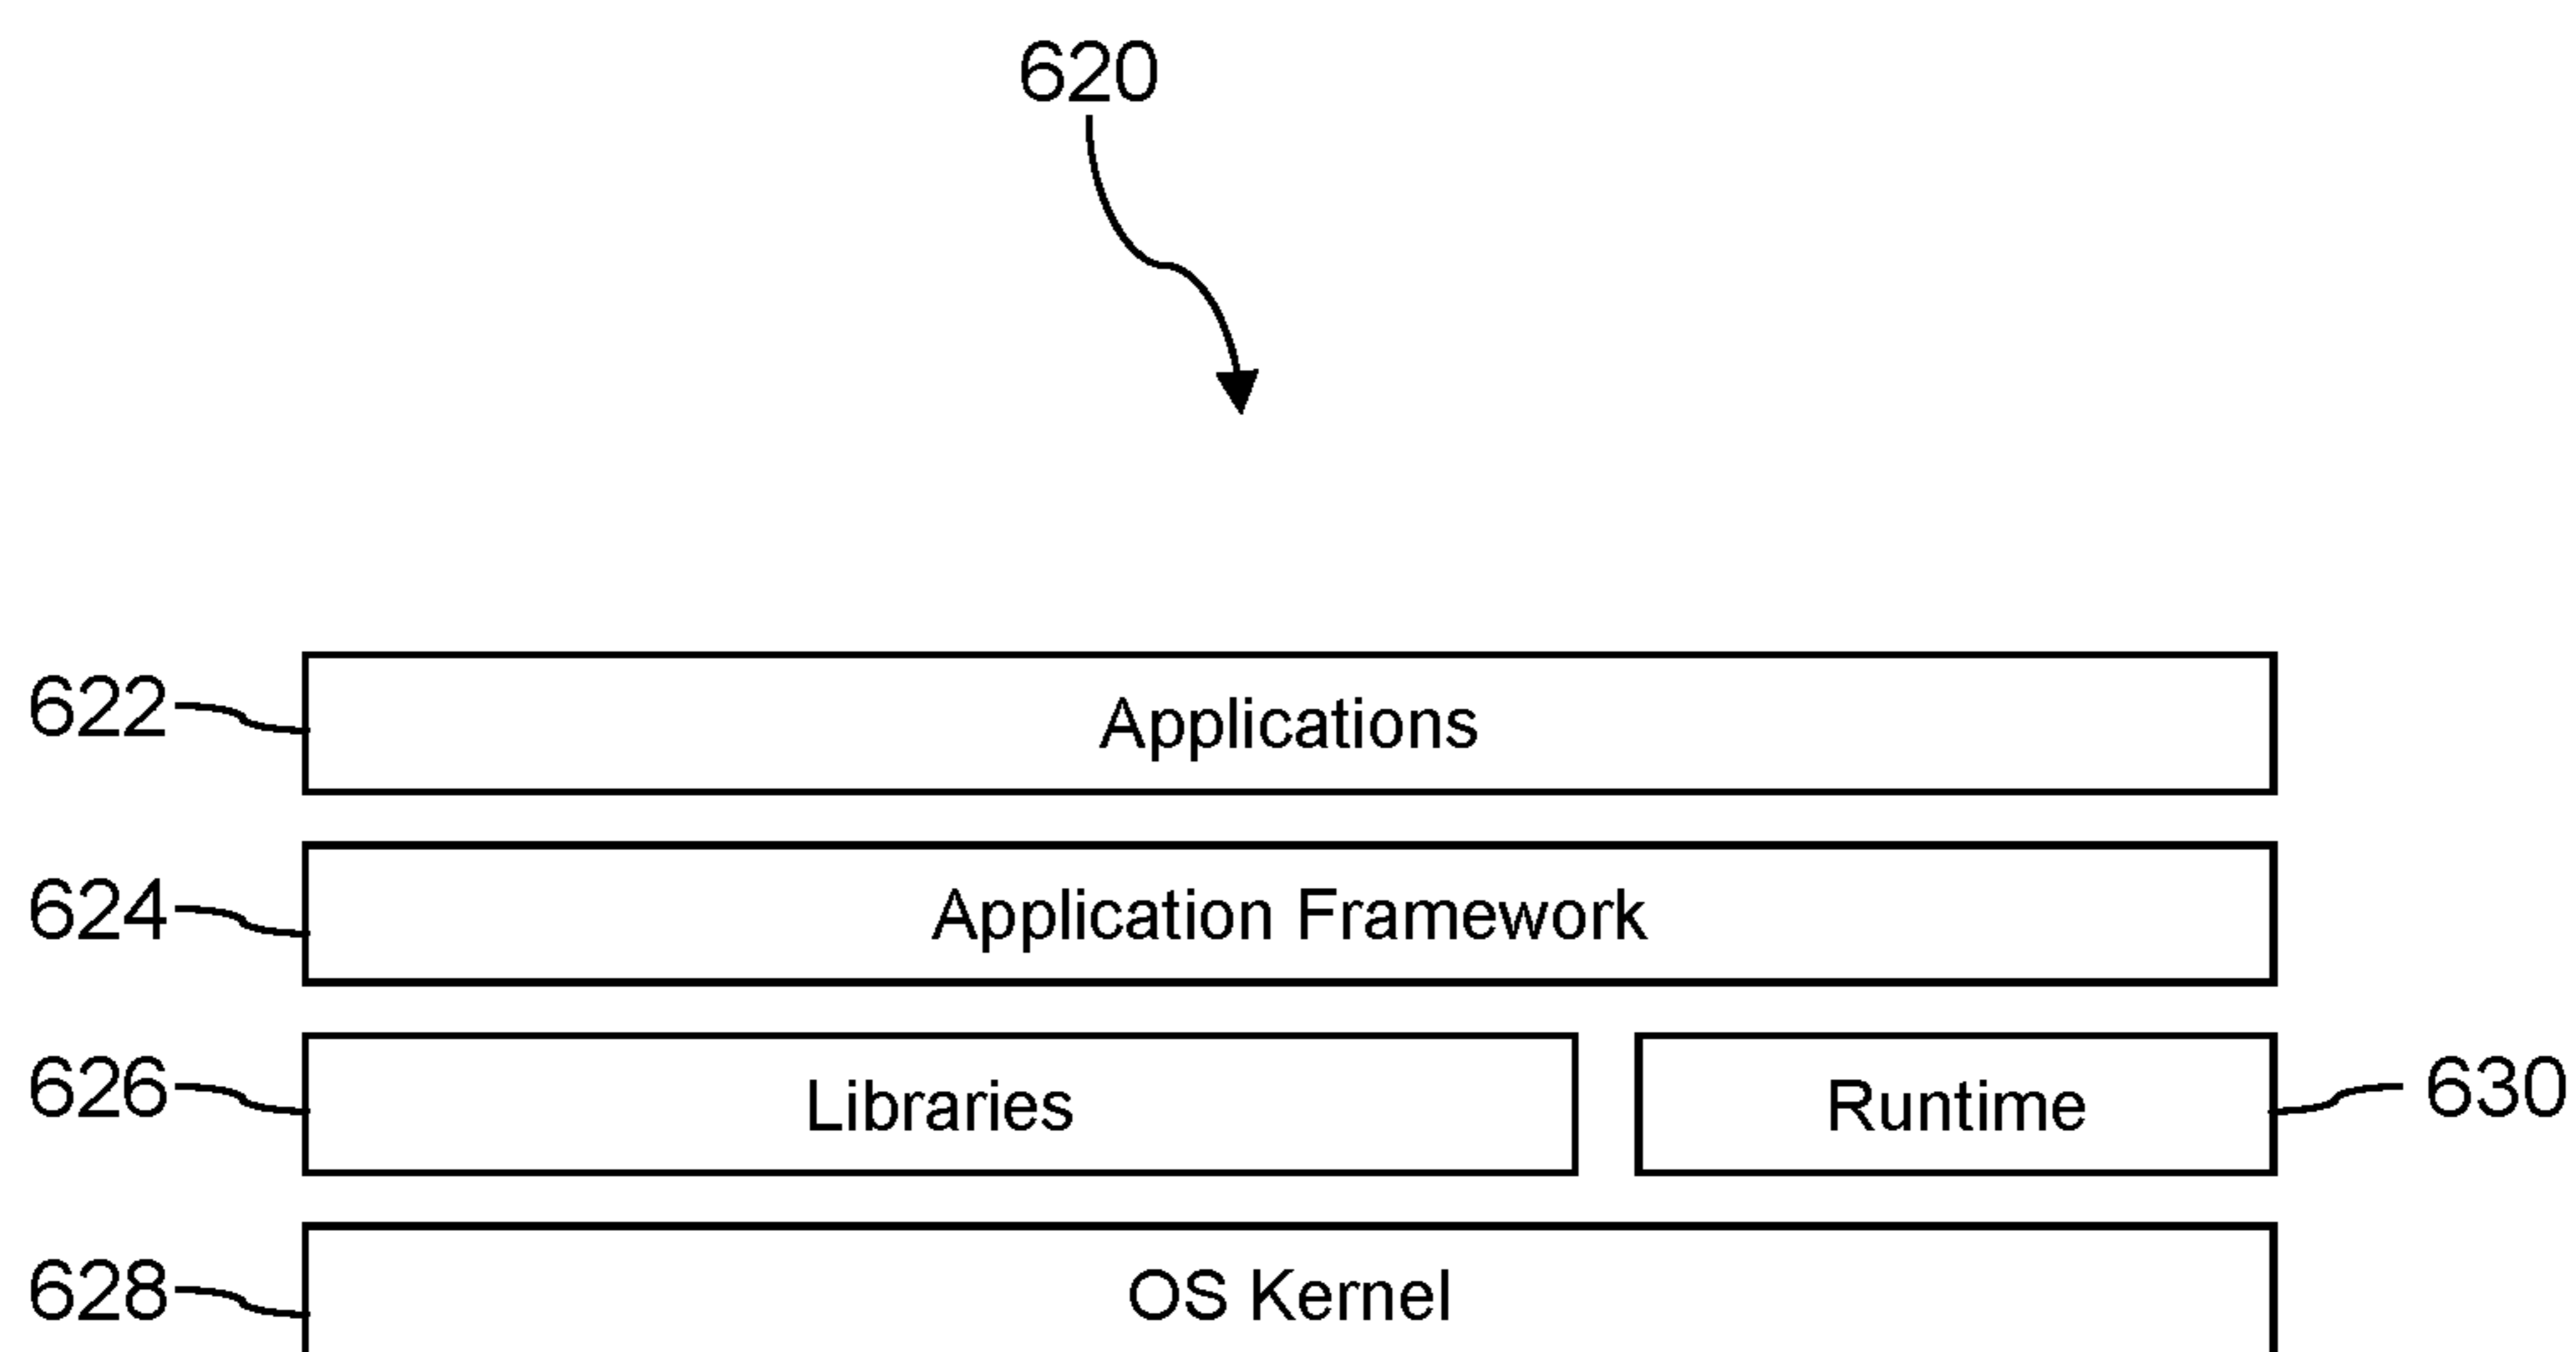 620
622 Applications
624 Application Framework
626 Libraries Runtime 630
628 OS Kernel